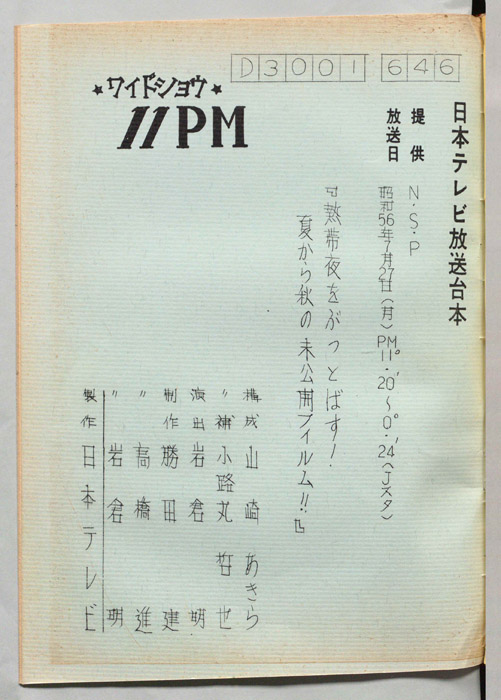 D3001 646
★ワイドショウ★
11PM
日本テレビ放送台本
提供 N.S.P
放送日 昭和56年7月27日(月) PM11°.20′〜0°.24′(Jスタ)
『熱帯夜をぶっとばす!
夏から秋の未公開フィルム!!』
構成 山崎 あきら
〃補 小路丸 哲也
演出 岩倉 明
制作 勝田 建
〃 高橋 進
〃 岩倉 明
製作 日本テレビ